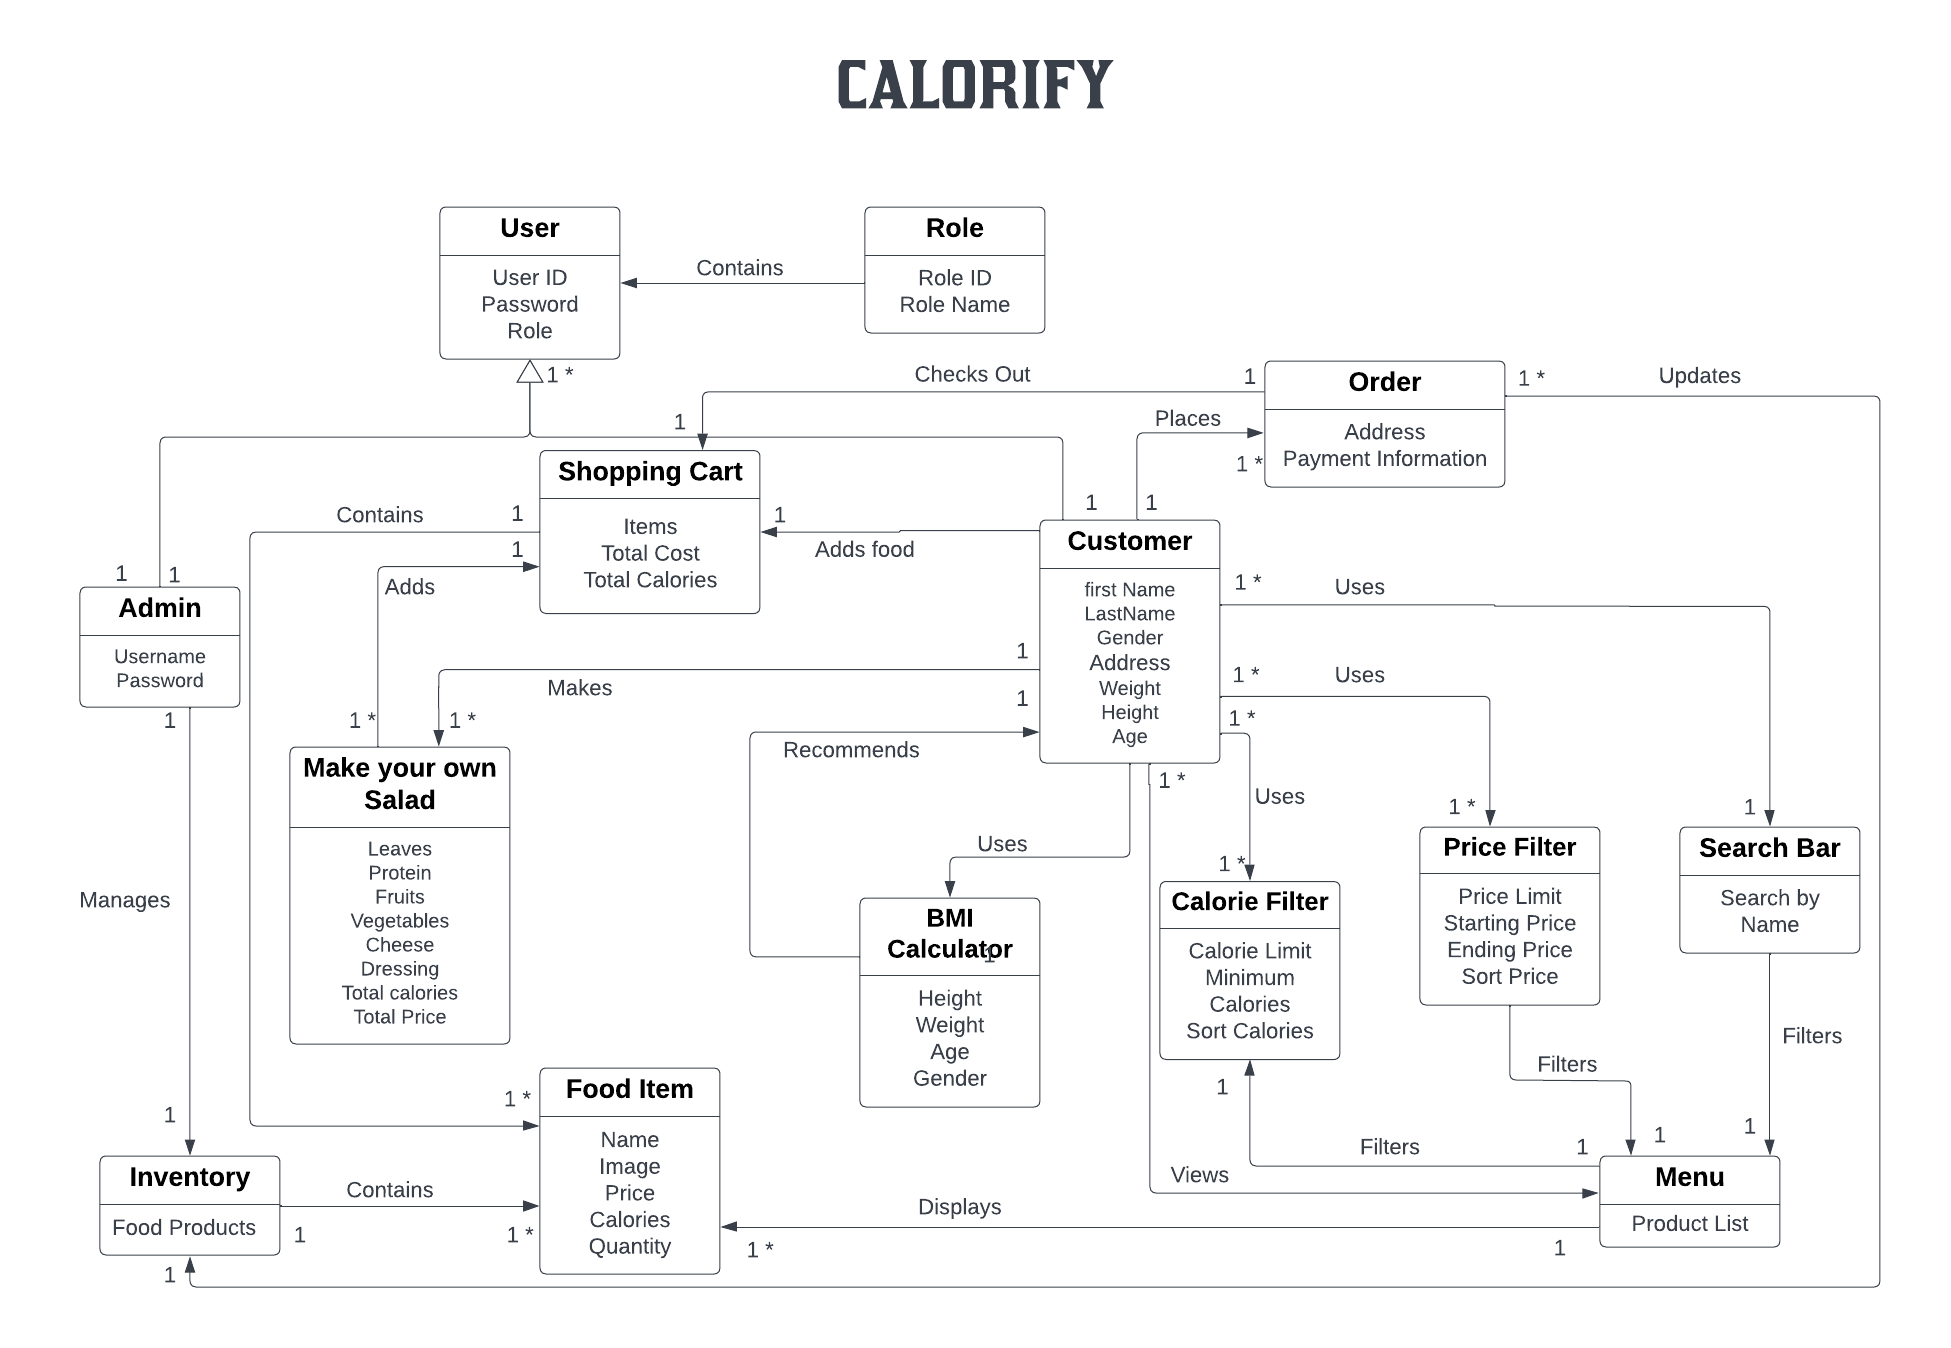 CALORIFY
User
User ID
Password
Role
Contains
Role
Role ID
Role Name
1 *
Checks Out
1
1
Order
Address
Payment Information
1 *
Updates
Places
1 *
1
1
Shopping Cart
Items
Total Cost
Total Calories
Contains
1
1
Adds
1
Adds food
Customer
first Name
LastName
Gender
Address
Weight
Height
Age
1 *
Uses
1
1
Admin
Username
Password
1
1
Makes
1
Recommends
1 *
Uses
1 *
1 *
1 *
1 *
Make your own
Salad
Leaves
Protein
Fruits
Vegetables
Cheese
Dressing
Total calories
Total Price
Uses
1 *
Uses
1 *
1 *
Price Filter
Price Limit
Starting Price
Ending Price
Sort Price
1
Search Bar
Search by
Name
Manages
BMI
Calculator
1
Height
Weight
Age
Gender
Calorie Filter
Calorie Limit
Minimum
Calories
Sort Calories
Filters
Filters
1
1 *
Food Item
Name
Image
Price
Calories
Quantity
1
Filters
1
1
1
Views
Inventory
Food Products
Contains
1
1 *
1
Displays
1 *
1
Menu
Product List